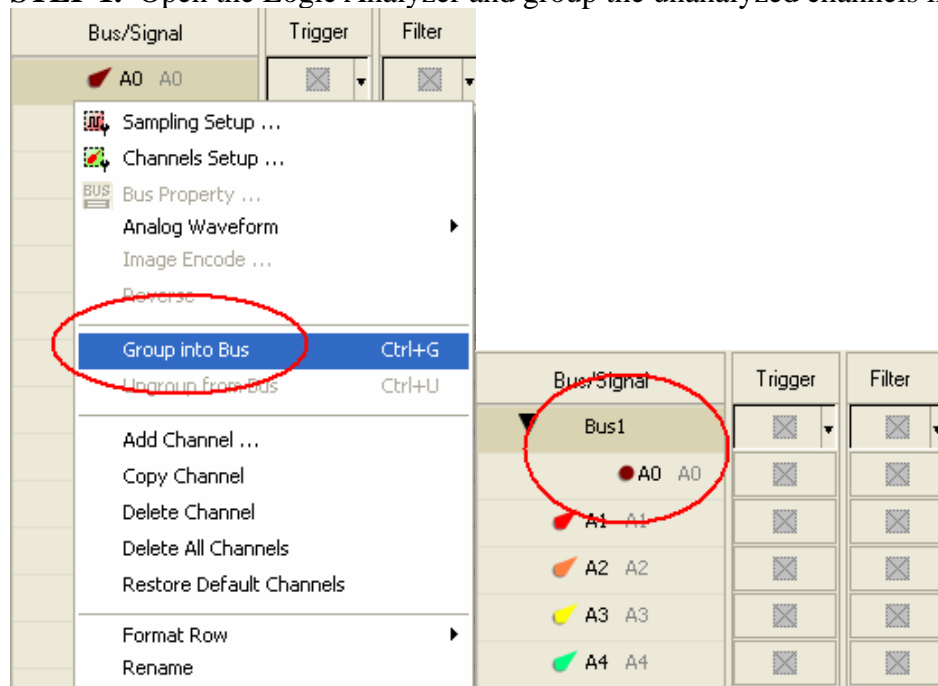 STEP 1. Open the Logic Analyzer and group the unanalyzed channels
Bus/Signal Trigger Filter
A0 A0
Sampling Setup ...
Channels Setup ...
BUS Bus Property ...
Analog Waveform
Image Encode ...
Reverse
Group into Bus Ctrl+G
Ungroup from Bus Ctrl+U
Add Channel ...
Copy Channel
Delete Channel
Delete All Channels
Restore Default Channels
Format Row
Rename
Bus/Signal Trigger Filter
Bus1
A0 A0
A1 A1
A2 A2
A3 A3
A4 A4